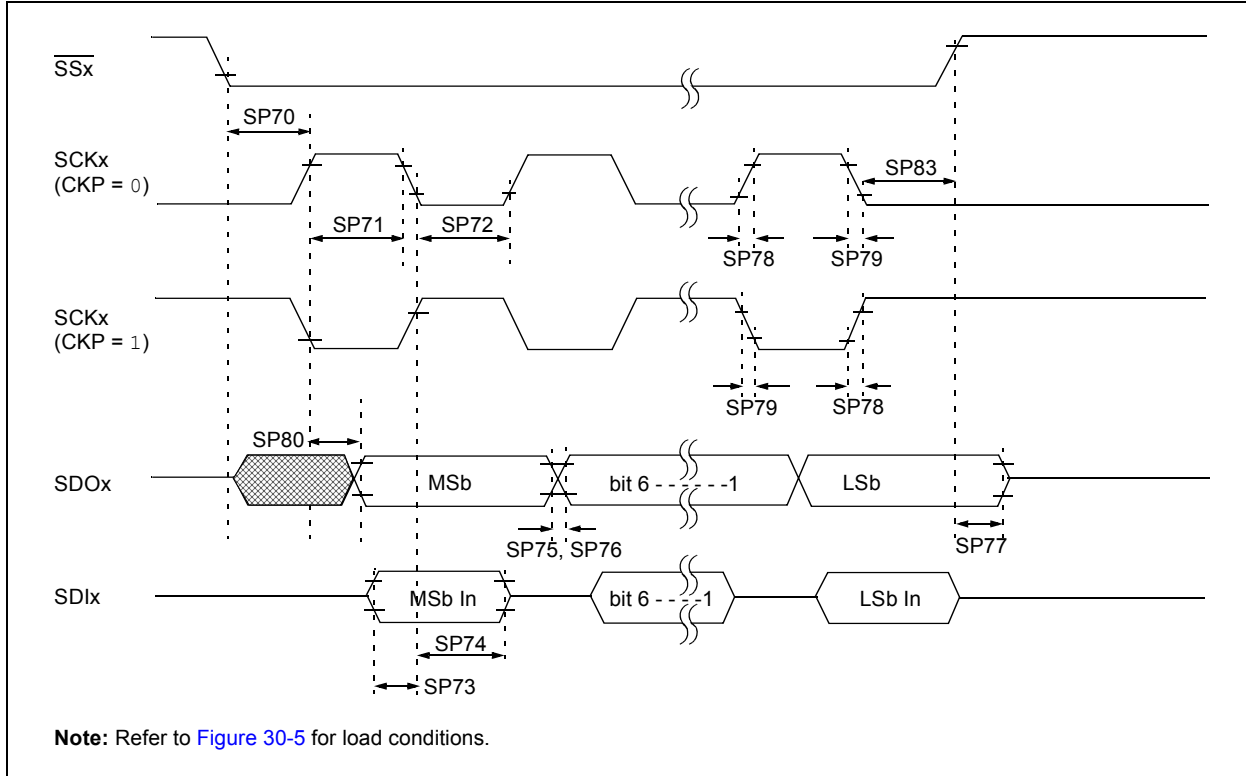 SSx
SP70
SCKx
(CKP = 0)
SP83
SP71
SP72
SP78
SP79
SCKx
(CKP = 1)
SP79
SP78
SP80
SDOx
MSb
bit 6 - - - - - - -1
LSb
SP75, SP76
SP77
SDIx
MSb In
bit 6 - - - - -1
LSb In
SP74
SP73
Note: Refer to Figure 30-5 for load conditions.